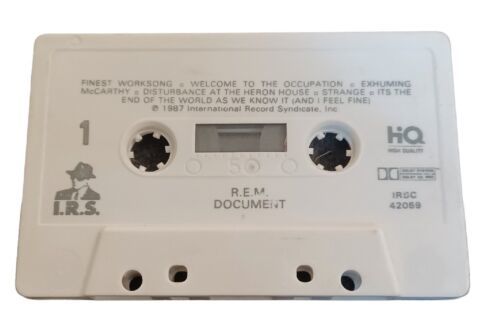 FINEST WORKSONG □ WELCOME TO THE OCCUPATION □ EXHUMING
McCARTHY □ DISTURBANCE AT THE HERON HOUSE □ STRANGE □ ITS THE
END OF THE WORLD AS WE KNOW IT (AND I FEEL FINE)
℗ 1987 International Record Syndicate, Inc
1
HQ
HIGH QUALITY
I.R.S.
R.E.M.
DOCUMENT
DOLBY SYSTEM
IRSC
42059